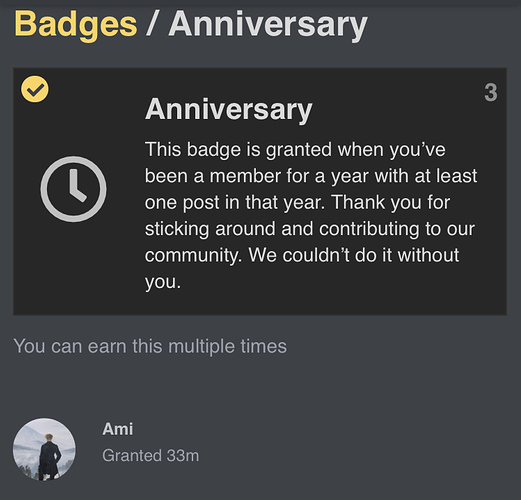 Badges / Anniversary
3
Anniversary
This badge is granted when you’ve
been a member for a year with at least
one post in that year. Thank you for
sticking around and contributing to our
community. We couldn’t do it without
you.
You can earn this multiple times
Ami
Granted 33m